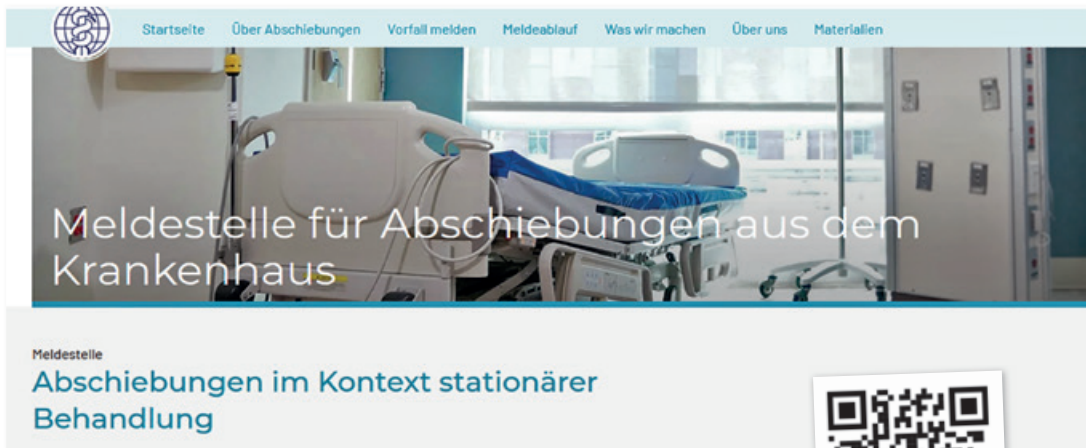 Startseite Über Abschiebungen Vorfall melden Meldeablauf Was wir machen Über uns Materialien
Meldestelle für Abschiebungen aus dem
Krankenhaus
Meldestelle
Abschiebungen im Kontext stationärer
Behandlung